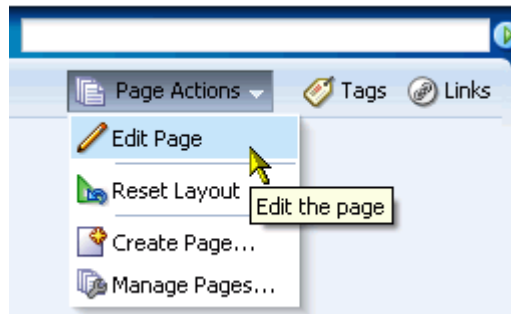 Page Actions Tags Links
Edit Page
Reset Layout
Edit the page
Create Page...
Manage Pages...